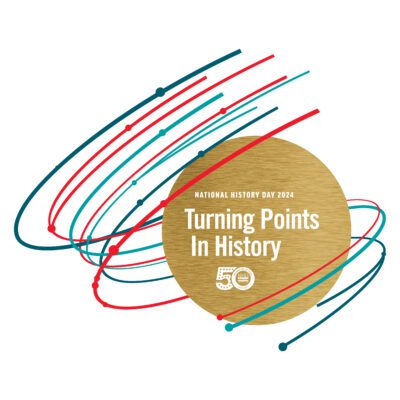 NATIONAL HISTORY DAY 2024
Turning Points
In History
50